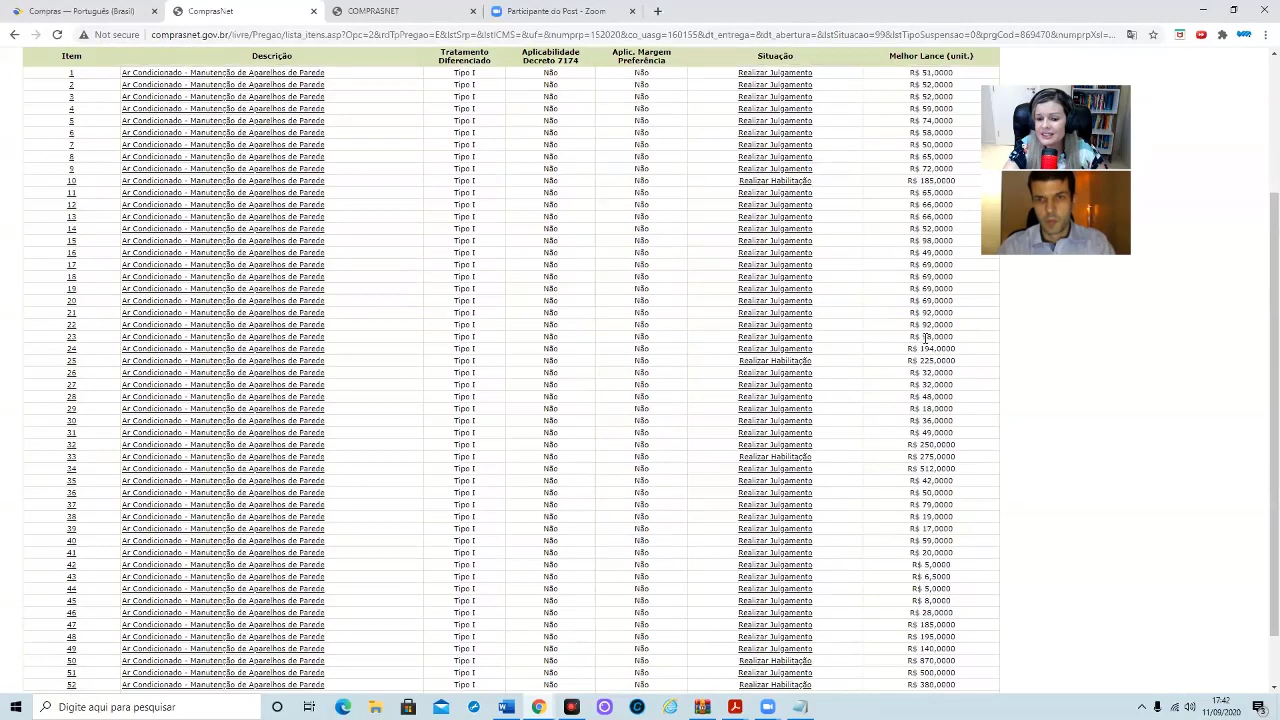 Compras — Português (Brasil)
ComprasNet
COMPRASNET
Participante do Post - Zoom
Not secure
comprasnet.gov.br/livre/Pregao/lista_itens.asp?Opc=2&rdTpPregao=E&lstSrp=&lstICMS=&uf=&numprp=152020&co_uasg=160155&dt_entrega=&dt_abertura=&lstSituacao=99&lstTipoSuspensao=0&prgCod=869470&numprpXsl=...
Item Descrição Tratamento Diferenciado Aplicabilidade Decreto 7174 Aplic. Margem Preferência Situação Melhor Lance (unit.)
1 Ar Condicionado - Manutenção de Aparelhos de Parede Tipo I Não Não Realizar Julgamento R$ 51,0000
2 Ar Condicionado - Manutenção de Aparelhos de Parede Tipo I Não Não Realizar Julgamento R$ 52,0000
3 Ar Condicionado - Manutenção de Aparelhos de Parede Tipo I Não Não Realizar Julgamento R$ 52,0000
4 Ar Condicionado - Manutenção de Aparelhos de Parede Tipo I Não Não Realizar Julgamento R$ 59,0000
5 Ar Condicionado - Manutenção de Aparelhos de Parede Tipo I Não Não Realizar Julgamento R$ 74,0000
6 Ar Condicionado - Manutenção de Aparelhos de Parede Tipo I Não Não Realizar Julgamento R$ 58,0000
7 Ar Condicionado - Manutenção de Aparelhos de Parede Tipo I Não Não Realizar Julgamento R$ 50,0000
8 Ar Condicionado - Manutenção de Aparelhos de Parede Tipo I Não Não Realizar Julgamento R$ 65,0000
9 Ar Condicionado - Manutenção de Aparelhos de Parede Tipo I Não Não Realizar Julgamento R$ 72,0000
10 Ar Condicionado - Manutenção de Aparelhos de Parede Tipo I Não Não Realizar Habilitação R$ 185,0000
11 Ar Condicionado - Manutenção de Aparelhos de Parede Tipo I Não Não Realizar Julgamento R$ 65,0000
12 Ar Condicionado - Manutenção de Aparelhos de Parede Tipo I Não Não Realizar Julgamento R$ 66,0000
13 Ar Condicionado - Manutenção de Aparelhos de Parede Tipo I Não Não Realizar Julgamento R$ 66,0000
14 Ar Condicionado - Manutenção de Aparelhos de Parede Tipo I Não Não Realizar Julgamento R$ 52,0000
15 Ar Condicionado - Manutenção de Aparelhos de Parede Tipo I Não Não Realizar Julgamento R$ 98,0000
16 Ar Condicionado - Manutenção de Aparelhos de Parede Tipo I Não Não Realizar Julgamento R$ 49,0000
17 Ar Condicionado - Manutenção de Aparelhos de Parede Tipo I Não Não Realizar Julgamento R$ 69,0000
18 Ar Condicionado - Manutenção de Aparelhos de Parede Tipo I Não Não Realizar Julgamento R$ 69,0000
19 Ar Condicionado - Manutenção de Aparelhos de Parede Tipo I Não Não Realizar Julgamento R$ 69,0000
20 Ar Condicionado - Manutenção de Aparelhos de Parede Tipo I Não Não Realizar Julgamento R$ 69,0000
21 Ar Condicionado - Manutenção de Aparelhos de Parede Tipo I Não Não Realizar Julgamento R$ 92,0000
22 Ar Condicionado - Manutenção de Aparelhos de Parede Tipo I Não Não Realizar Julgamento R$ 92,0000
23 Ar Condicionado - Manutenção de Aparelhos de Parede Tipo I Não Não Realizar Julgamento R$ 98,0000
24 Ar Condicionado - Manutenção de Aparelhos de Parede Tipo I Não Não Realizar Julgamento R$ 194,0000
25 Ar Condicionado - Manutenção de Aparelhos de Parede Tipo I Não Não Realizar Habilitação R$ 225,0000
26 Ar Condicionado - Manutenção de Aparelhos de Parede Tipo I Não Não Realizar Julgamento R$ 32,0000
27 Ar Condicionado - Manutenção de Aparelhos de Parede Tipo I Não Não Realizar Julgamento R$ 32,0000
28 Ar Condicionado - Manutenção de Aparelhos de Parede Tipo I Não Não Realizar Julgamento R$ 48,0000
29 Ar Condicionado - Manutenção de Aparelhos de Parede Tipo I Não Não Realizar Julgamento R$ 18,0000
30 Ar Condicionado - Manutenção de Aparelhos de Parede Tipo I Não Não Realizar Julgamento R$ 36,0000
31 Ar Condicionado - Manutenção de Aparelhos de Parede Tipo I Não Não Realizar Julgamento R$ 49,0000
32 Ar Condicionado - Manutenção de Aparelhos de Parede Tipo I Não Não Realizar Julgamento R$ 250,0000
33 Ar Condicionado - Manutenção de Aparelhos de Parede Tipo I Não Não Realizar Habilitação R$ 275,0000
34 Ar Condicionado - Manutenção de Aparelhos de Parede Tipo I Não Não Realizar Julgamento R$ 512,0000
35 Ar Condicionado - Manutenção de Aparelhos de Parede Tipo I Não Não Realizar Julgamento R$ 42,0000
36 Ar Condicionado - Manutenção de Aparelhos de Parede Tipo I Não Não Realizar Julgamento R$ 50,0000
37 Ar Condicionado - Manutenção de Aparelhos de Parede Tipo I Não Não Realizar Julgamento R$ 79,0000
38 Ar Condicionado - Manutenção de Aparelhos de Parede Tipo I Não Não Realizar Julgamento R$ 19,0000
39 Ar Condicionado - Manutenção de Aparelhos de Parede Tipo I Não Não Realizar Julgamento R$ 17,0000
40 Ar Condicionado - Manutenção de Aparelhos de Parede Tipo I Não Não Realizar Julgamento R$ 59,0000
41 Ar Condicionado - Manutenção de Aparelhos de Parede Tipo I Não Não Realizar Julgamento R$ 20,0000
42 Ar Condicionado - Manutenção de Aparelhos de Parede Tipo I Não Não Realizar Julgamento R$ 5,0000
43 Ar Condicionado - Manutenção de Aparelhos de Parede Tipo I Não Não Realizar Julgamento R$ 6,5000
44 Ar Condicionado - Manutenção de Aparelhos de Parede Tipo I Não Não Realizar Julgamento R$ 5,0000
45 Ar Condicionado - Manutenção de Aparelhos de Parede Tipo I Não Não Realizar Julgamento R$ 8,0000
46 Ar Condicionado - Manutenção de Aparelhos de Parede Tipo I Não Não Realizar Julgamento R$ 28,0000
47 Ar Condicionado - Manutenção de Aparelhos de Parede Tipo I Não Não Realizar Julgamento R$ 185,0000
48 Ar Condicionado - Manutenção de Aparelhos de Parede Tipo I Não Não Realizar Julgamento R$ 195,0000
49 Ar Condicionado - Manutenção de Aparelhos de Parede Tipo I Não Não Realizar Julgamento R$ 140,0000
50 Ar Condicionado - Manutenção de Aparelhos de Parede Tipo I Não Não Realizar Habilitação R$ 870,0000
51 Ar Condicionado - Manutenção de Aparelhos de Parede Tipo I Não Não Realizar Julgamento R$ 500,0000
52 Ar Condicionado - Manutenção de Aparelhos de Parede Tipo I Não Não Realizar Habilitação R$ 380,0000
Digite aqui para pesquisar
17:42
11/09/2020